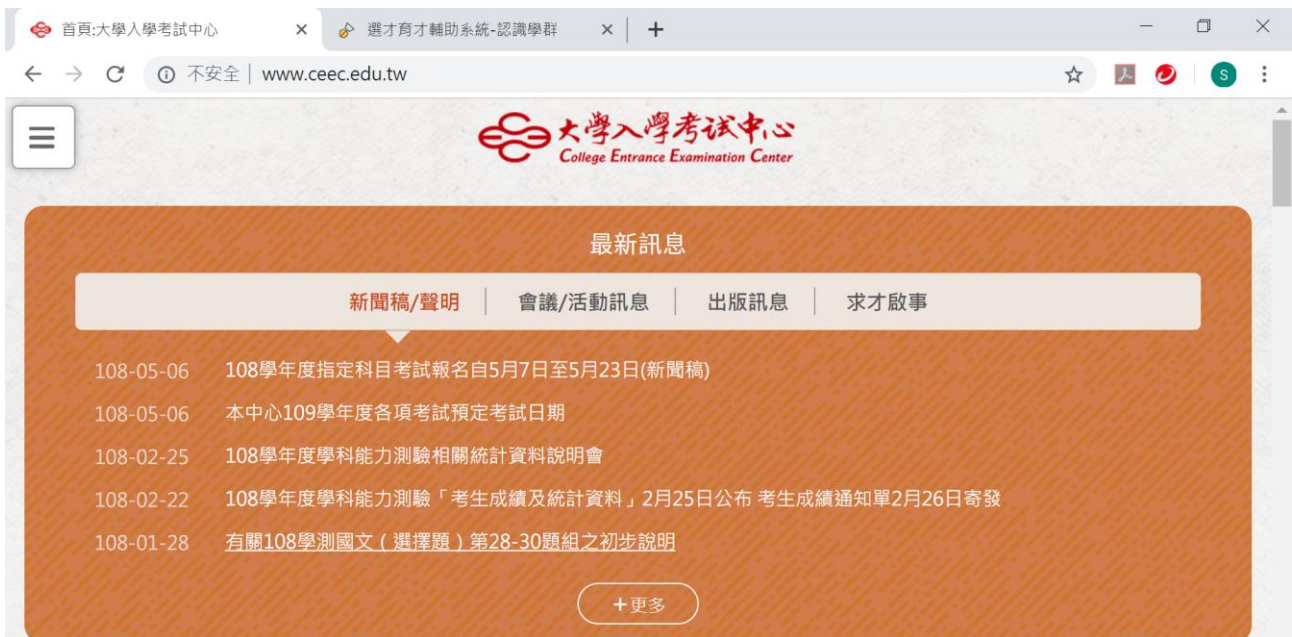 首頁:大學入學考試中心
選才育才輔助系統-認識學群
不安全 | www.ceec.edu.tw
S
大學入學考試中心
College Entrance Examination Center
最新訊息
新聞稿/聲明 | 會議/活動訊息 | 出版訊息 | 求才啟事
108-05-06 108學年度指定科目考試報名自5月7日至5月23日(新聞稿)
108-05-06 本中心109學年度各項考試預定考試日期
108-02-25 108學年度學科能力測驗相關統計資料說明會
108-02-22 108學年度學科能力測驗「考生成績及統計資料」2月25日公布 考生成績通知單2月26日寄發
108-01-28 有關108學測國文(選擇題)第28-30題組之初步說明
+更多